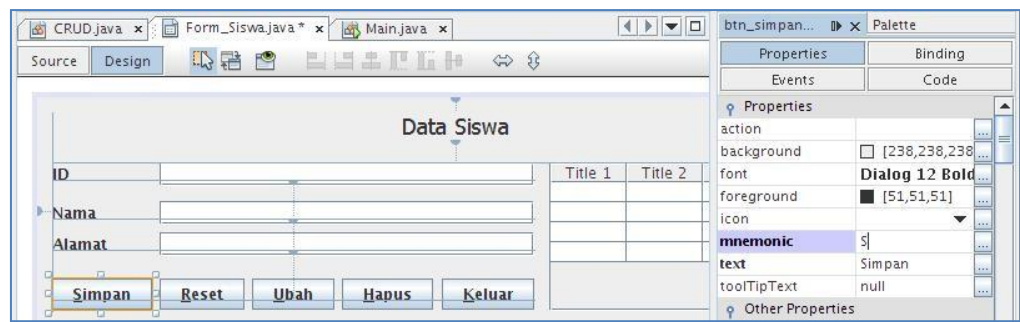 CRUD.java x Form_Siswa.java * x Main.java x
Source Design
Data Siswa
ID
Nama
Alamat
Title 1 Title 2
Simpan Reset Ubah Hapus Keluar
btn_simpan... x Palette
Properties Binding
Events Code
Properties
action ...
background [238,238,238 ...
font Dialog 12 Bold ...
foreground [51,51,51] ...
icon ...
mnemonic S ...
text Simpan ...
toolTipText null ...
Other Properties